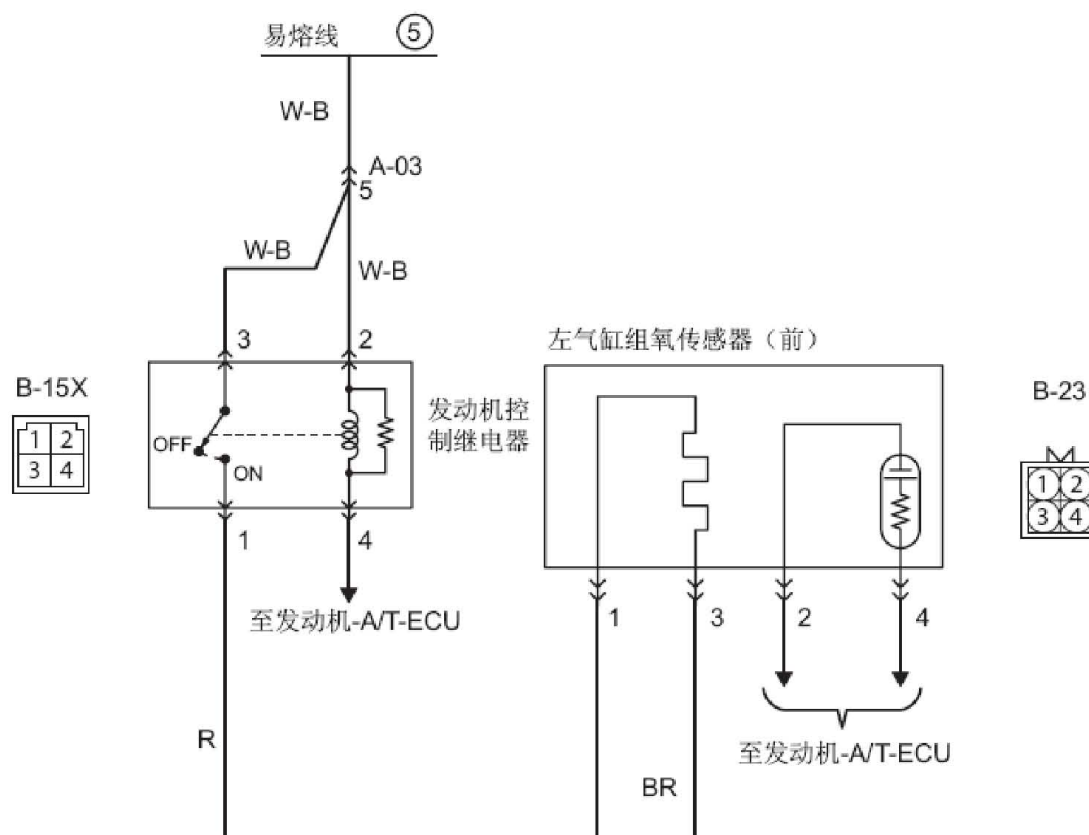 易熔线 ⑤
W-B
A-03
5
W-B
W-B
3 2
左气缸组氧传感器（前）
B-15X
1 2
3 4
OFF
ON
发动机控
制继电器
B-23
1 2
3 4
1 4
至发动机-A/T-ECU
1 3 2 4
R
至发动机-A/T-ECU
BR